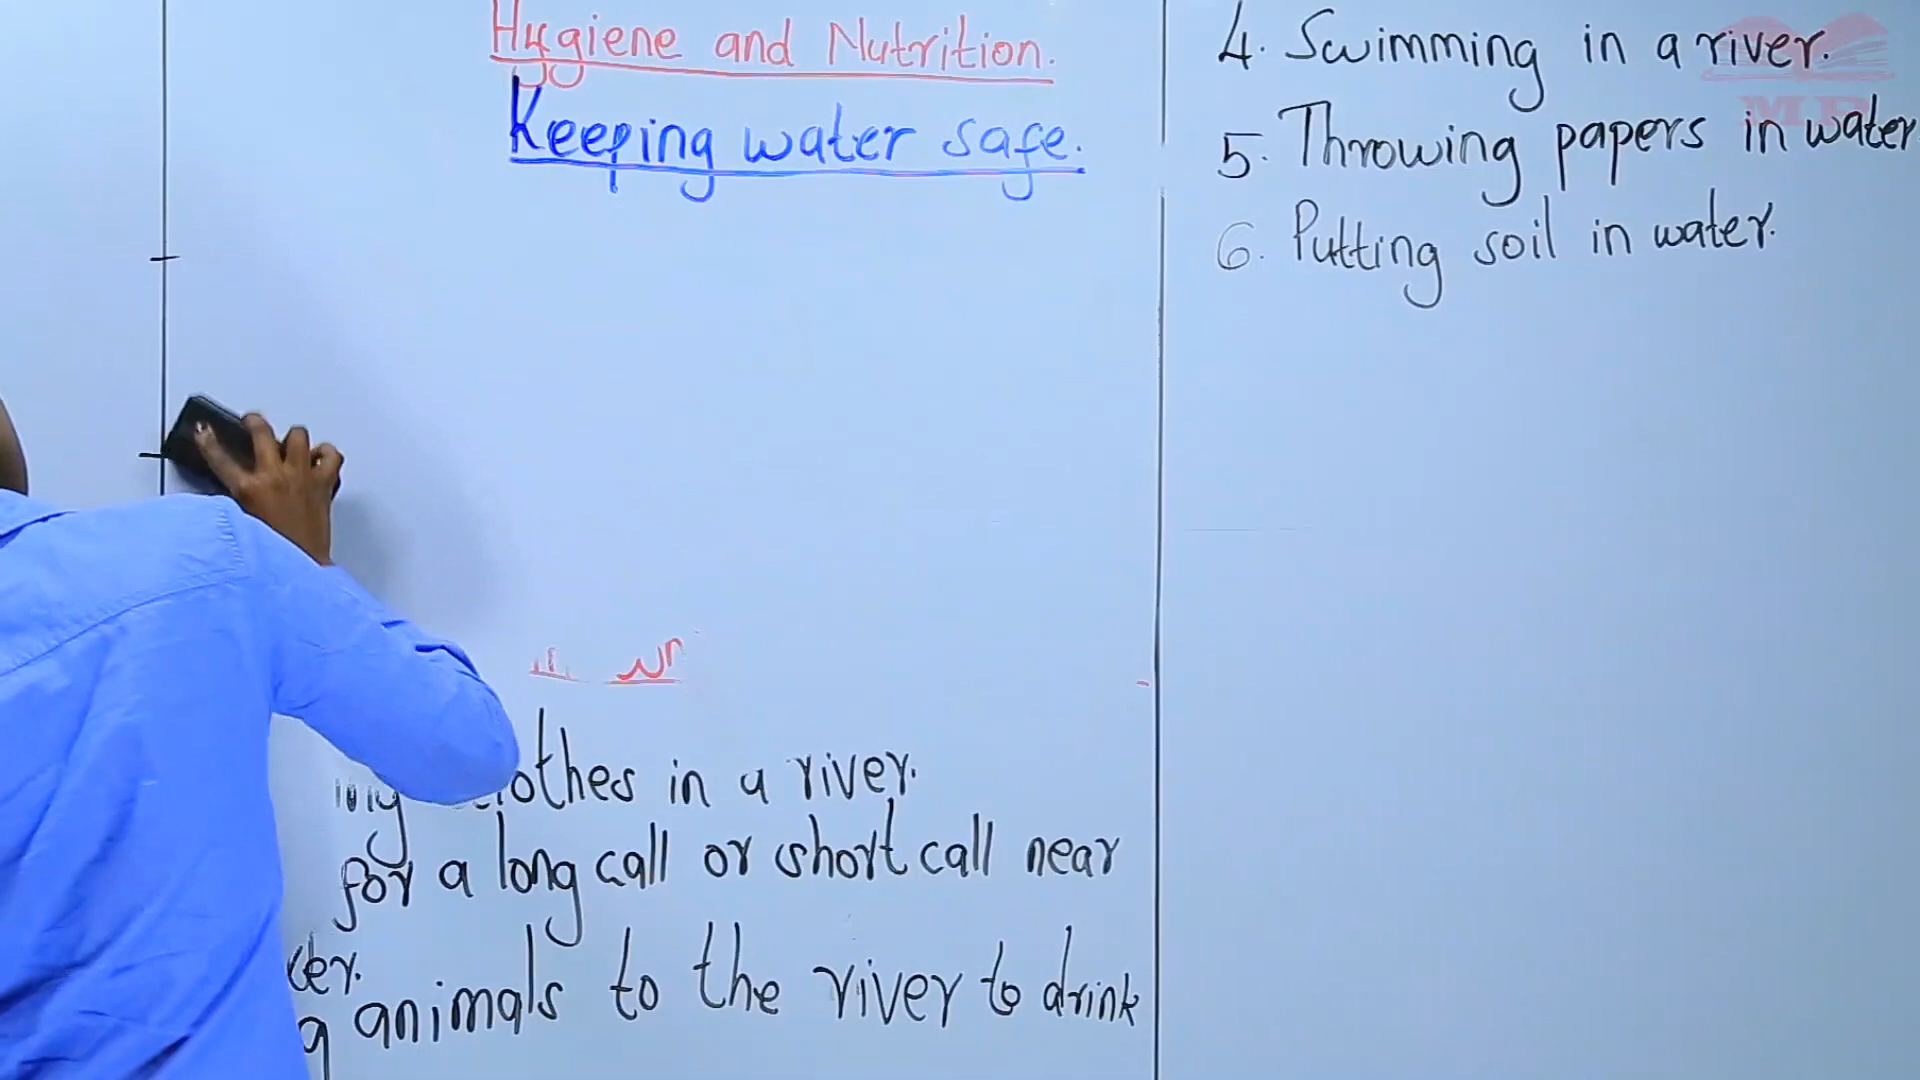 Hygiene and Nutrition.
Keeping water safe.
clothes in a river.
for a long call or short call near
animals to the river to drink
4. Swimming in a river.
5. Throwing papers in water
6. Putting soil in water.